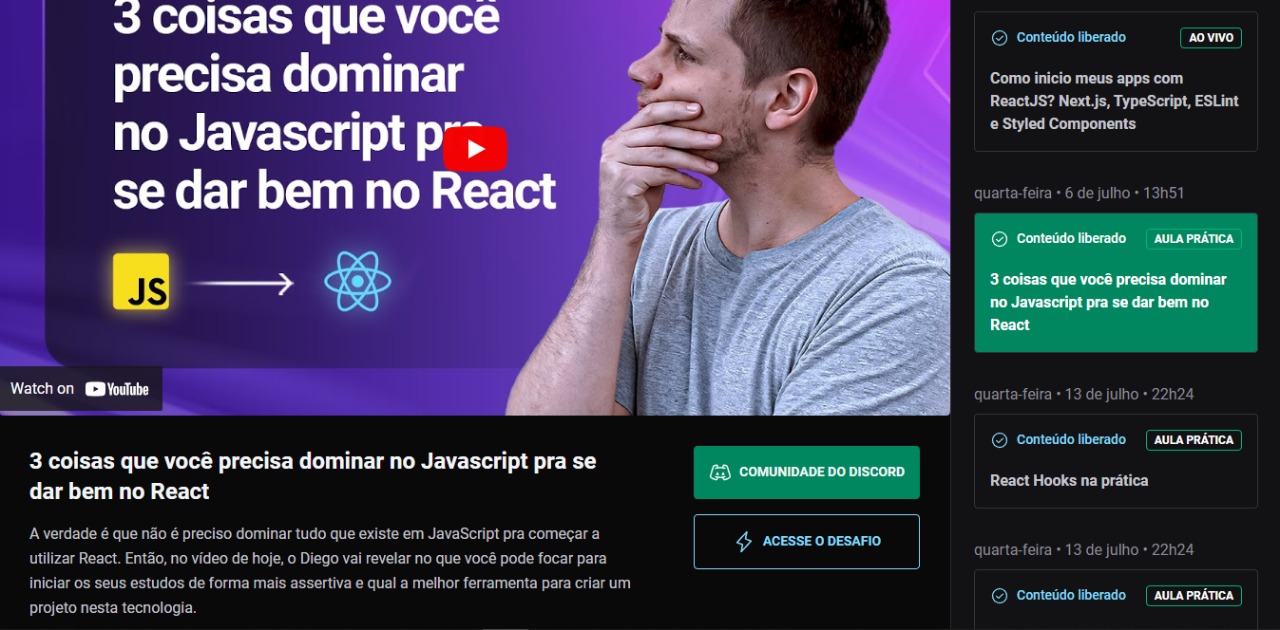 3 coisas que você
precisa dominar
no Javascript pra
se dar bem no React
JS
Watch on YouTube
3 coisas que você precisa dominar no Javascript pra se
dar bem no React
A verdade é que não é preciso dominar tudo que existe em JavaScript pra começar a
utilizar React. Então, no vídeo de hoje, o Diego vai revelar no que você pode focar para
iniciar os seus estudos de forma mais assertiva e qual a melhor ferramenta para criar um
projeto nesta tecnologia.
COMUNIDADE DO DISCORD
ACESSE O DESAFIO
Conteúdo liberado AO VIVO
Como inicio meus apps com
ReactJS? Next.js, TypeScript, ESLint
e Styled Components
quarta-feira • 6 de julho • 13h51
Conteúdo liberado AULA PRÁTICA
3 coisas que você precisa dominar
no Javascript pra se dar bem no
React
quarta-feira • 13 de julho • 22h24
Conteúdo liberado AULA PRÁTICA
React Hooks na prática
quarta-feira • 13 de julho • 22h24
Conteúdo liberado AULA PRÁTICA